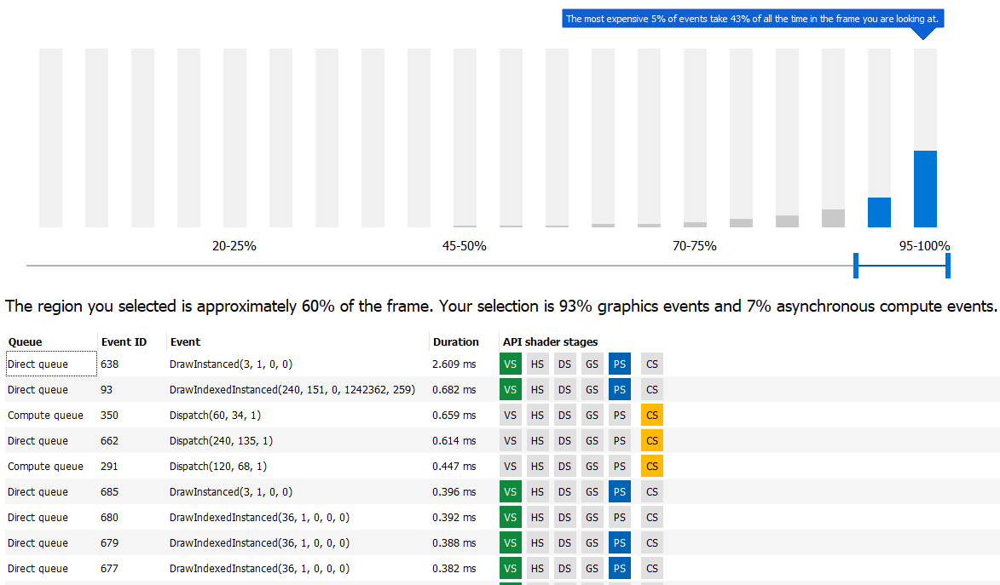 The most expensive 5% of events take 43% of all the time in the frame you are looking at.
20-25% 45-50% 70-75% 95-100%
The region you selected is approximately 60% of the frame. Your selection is 93% graphics events and 7% asynchronous compute events.
Queue Event ID Event Duration API shader stages
Direct queue 638 DrawInstanced(3, 1, 0, 0) 2.609 ms VS HS DS GS PS CS
Direct queue 93 DrawIndexedInstanced(240, 151, 0, 1242362, 259) 0.682 ms VS HS DS GS PS CS
Compute queue 350 Dispatch(60, 34, 1) 0.659 ms VS HS DS GS PS CS
Direct queue 662 Dispatch(240, 135, 1) 0.614 ms VS HS DS GS PS CS
Compute queue 291 Dispatch(120, 68, 1) 0.447 ms VS HS DS GS PS CS
Direct queue 685 DrawInstanced(3, 1, 0, 0) 0.396 ms VS HS DS GS PS CS
Direct queue 680 DrawIndexedInstanced(36, 1, 0, 0, 0) 0.392 ms VS HS DS GS PS CS
Direct queue 679 DrawIndexedInstanced(36, 1, 0, 0, 0) 0.388 ms VS HS DS GS PS CS
Direct queue 677 DrawIndexedInstanced(36, 1, 0, 0, 0) 0.382 ms VS HS DS GS PS CS